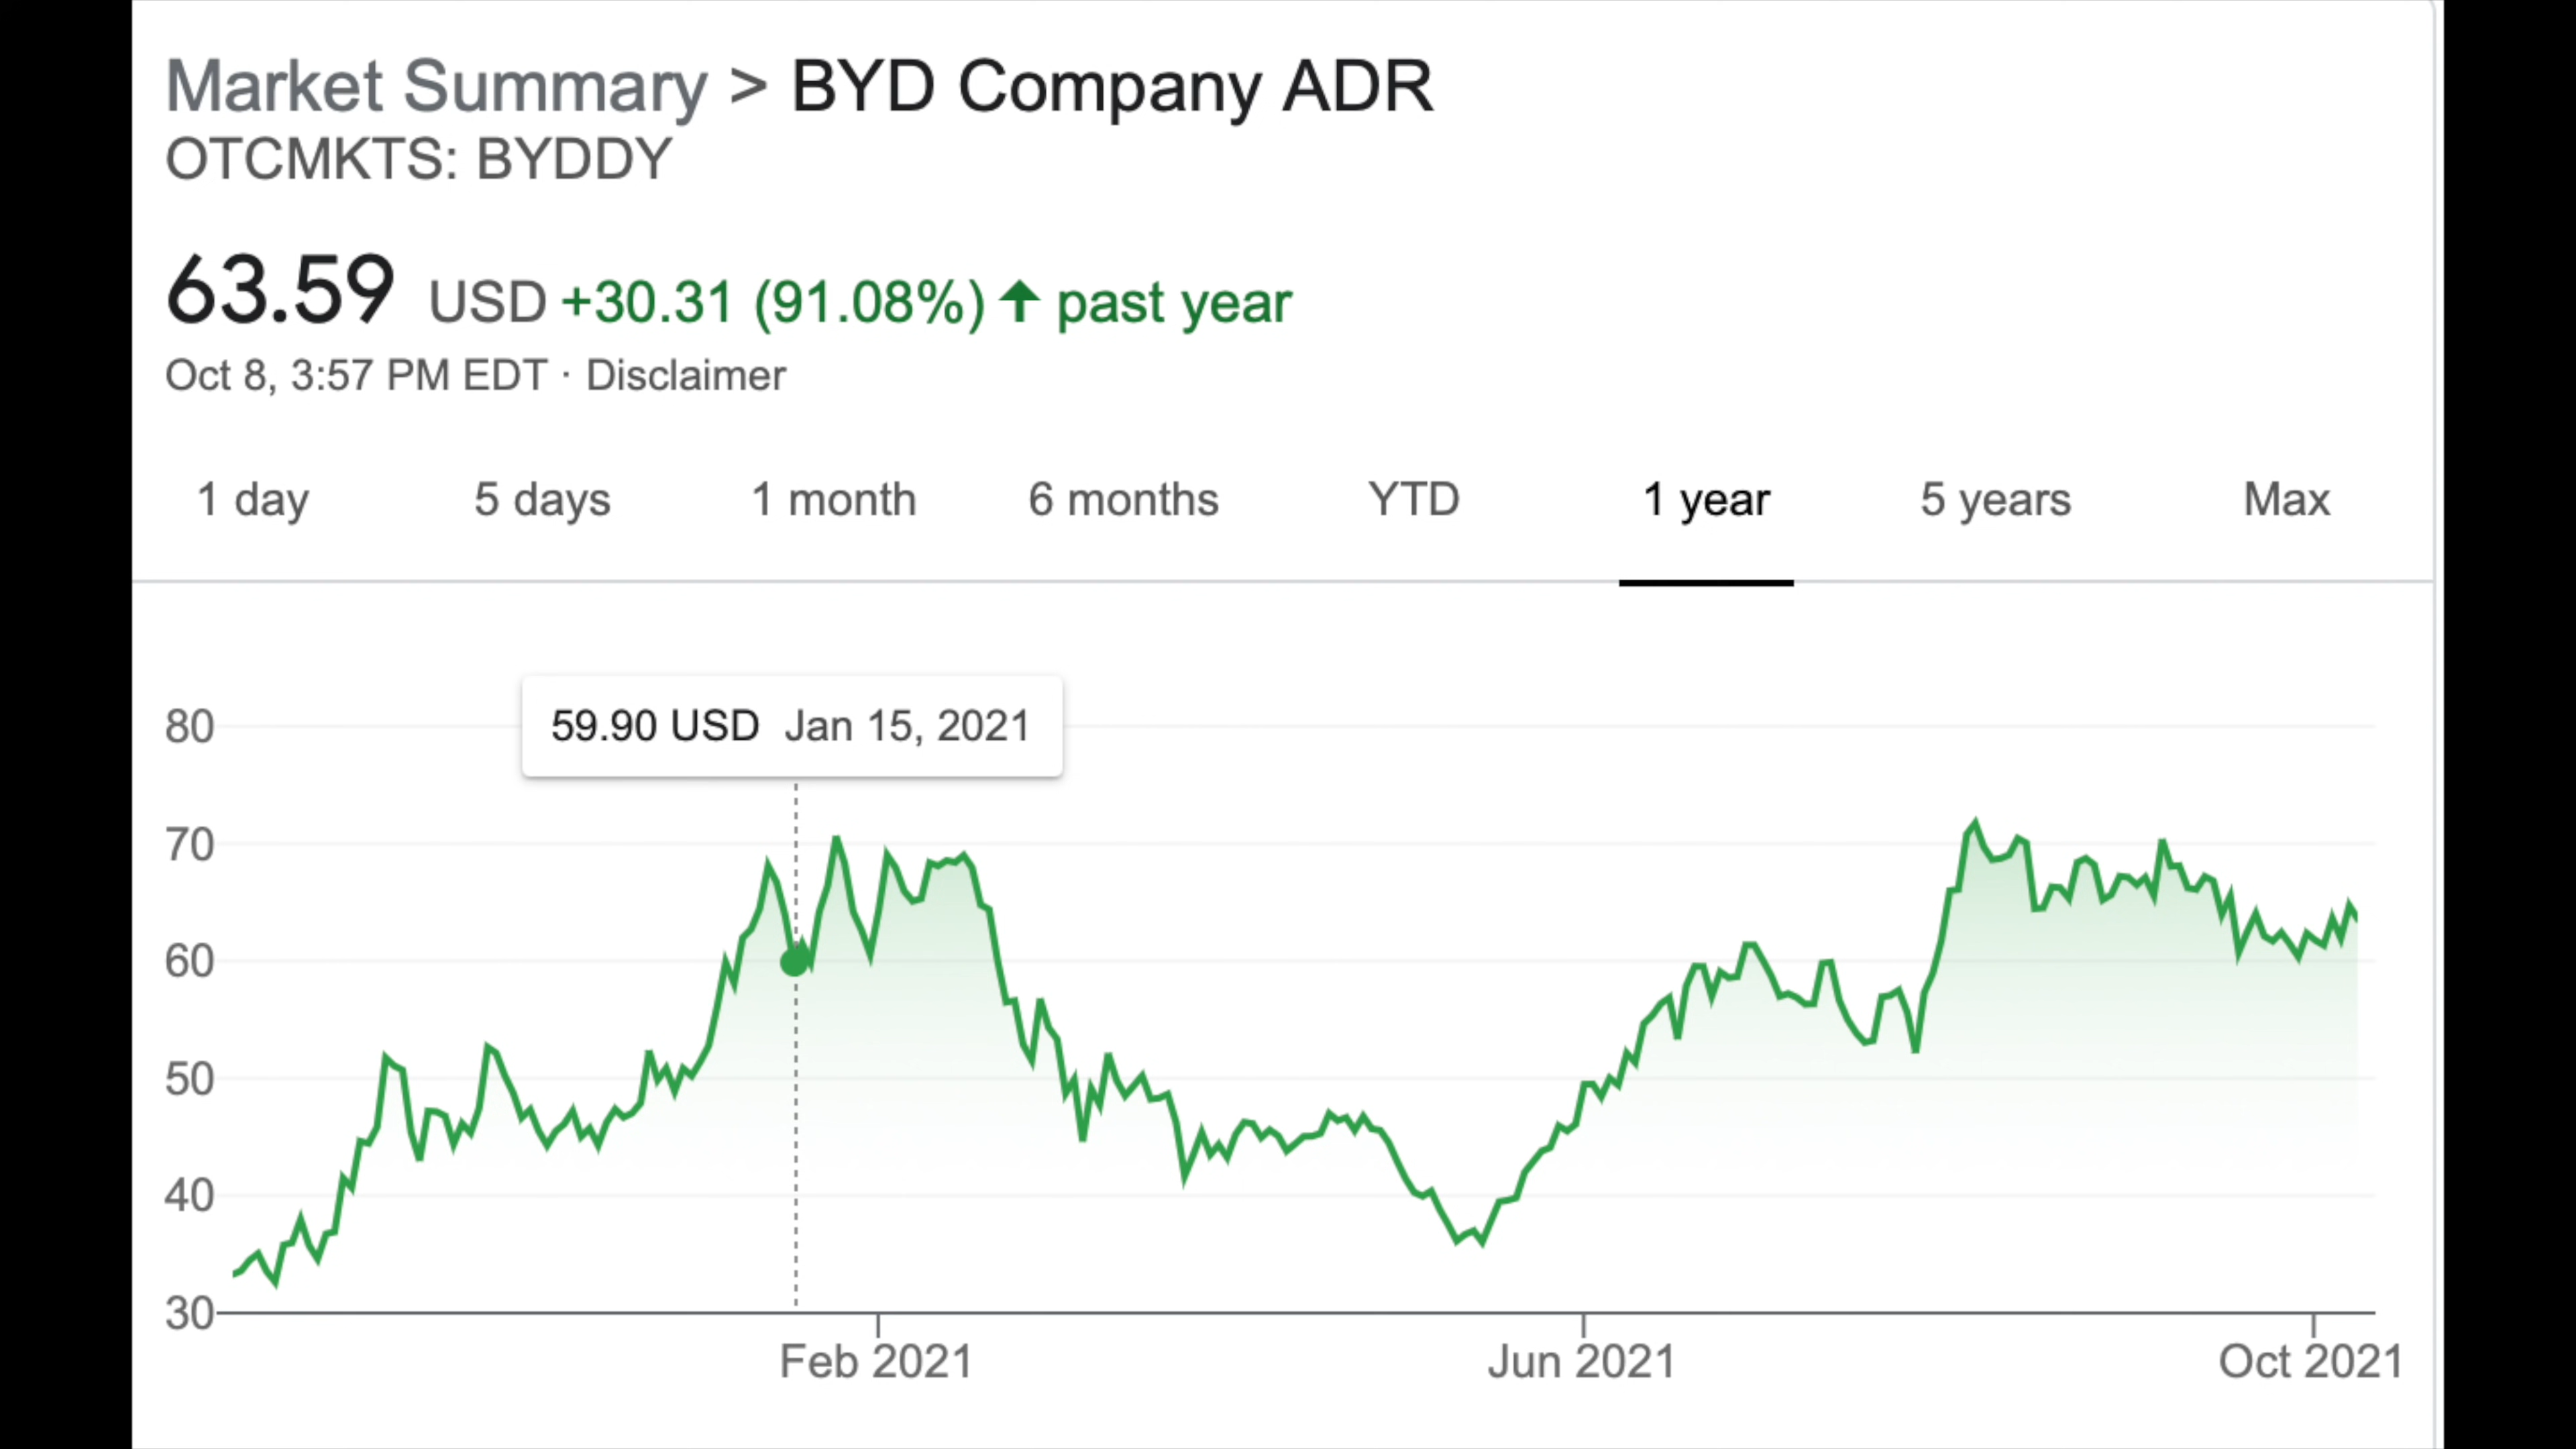 Market Summary > BYD Company ADR
OTCMKTS: BYDDY
63.59 USD +30.31 (91.08%) ↑ past year
Oct 8, 3:57 PM EDT · Disclaimer
1 day 5 days 1 month 6 months YTD 1 year 5 years Max
59.90 USD Jan 15, 2021
80
70
60
50
40
30
Feb 2021 Jun 2021 Oct 2021